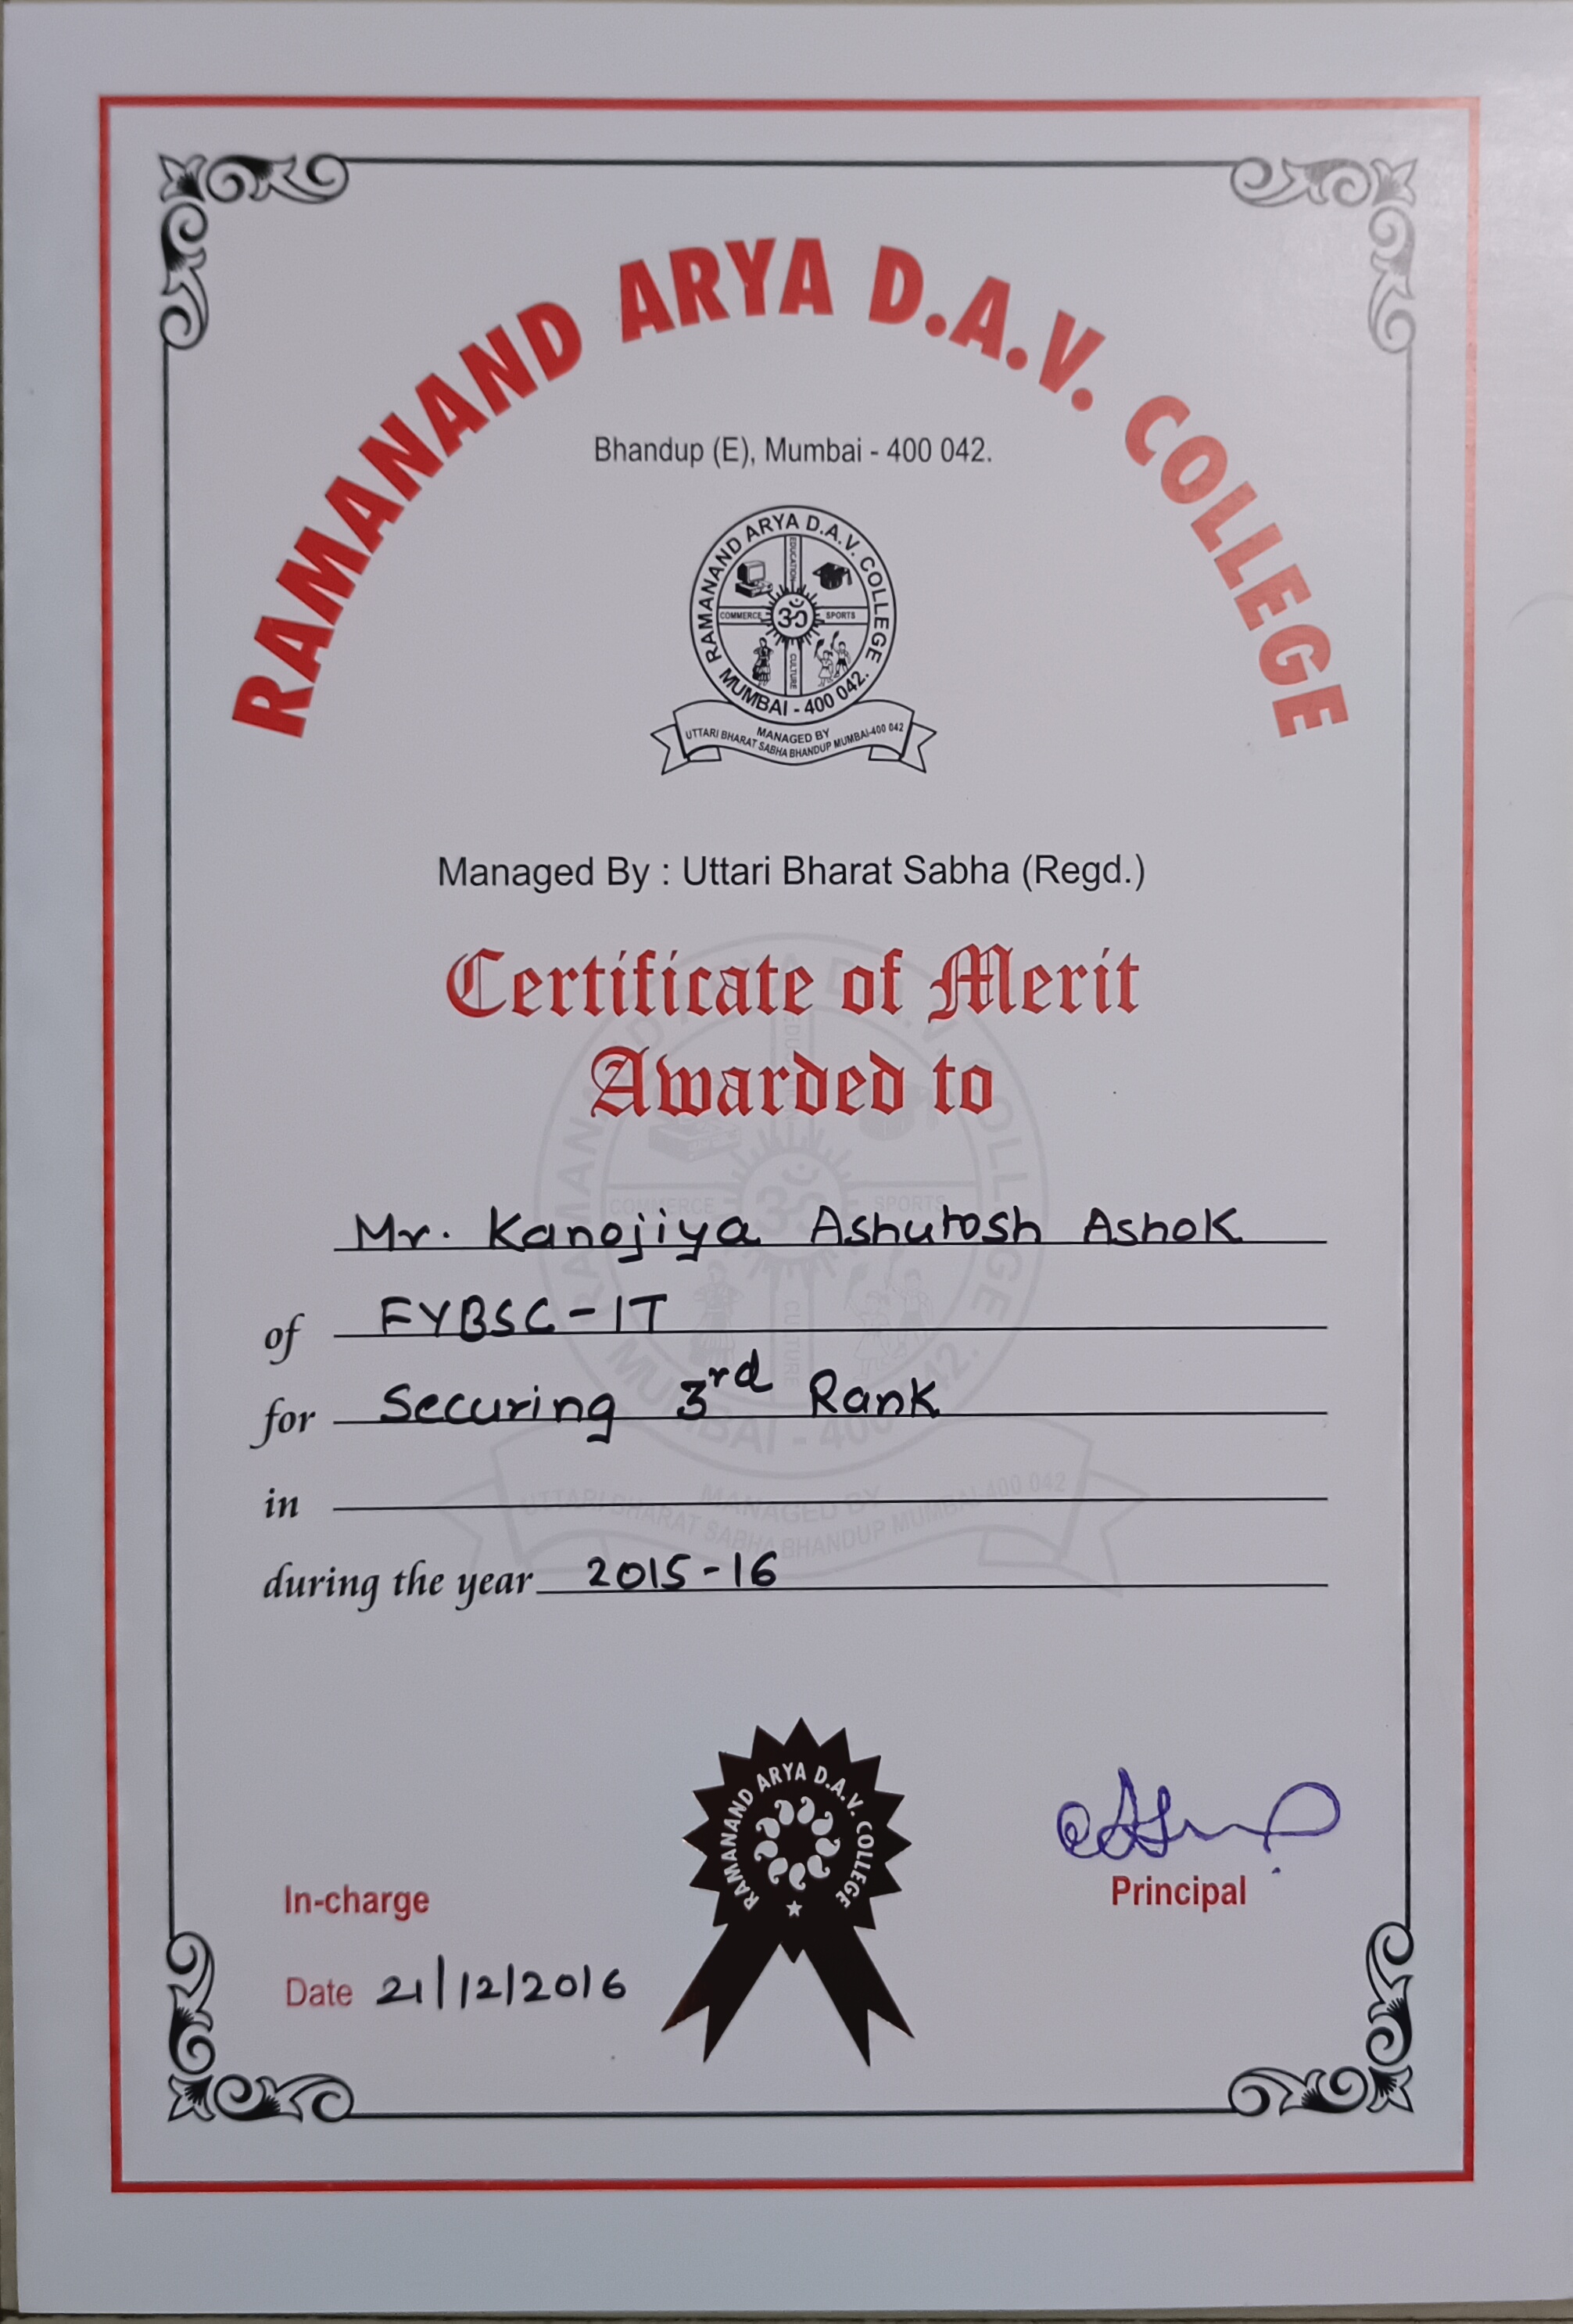 RAMANAND ARYA D.A.V. COLLEGE
Bhandup (E), Mumbai - 400 042.
RAMANAND ARYA D.A.V. COLLEGE
EDUCATION
COMMERCE
ॐ
SPORTS
CULTURE
MUMBAI - 400 042.
MANAGED BY
UTTARI BHARAT SABHA BHANDUP MUMBAI-400 042
Managed By : Uttari Bharat Sabha (Regd.)
Certificate of Merit
Awarded to
Mr. Kanojiya Ashutosh Ashok
of FYBSC-IT
for Securing 3rd Rank
in
during the year 2015-16
RAMANAND ARYA D.A.V. COLLEGE
In-charge
Principal
Date 21/12/2016